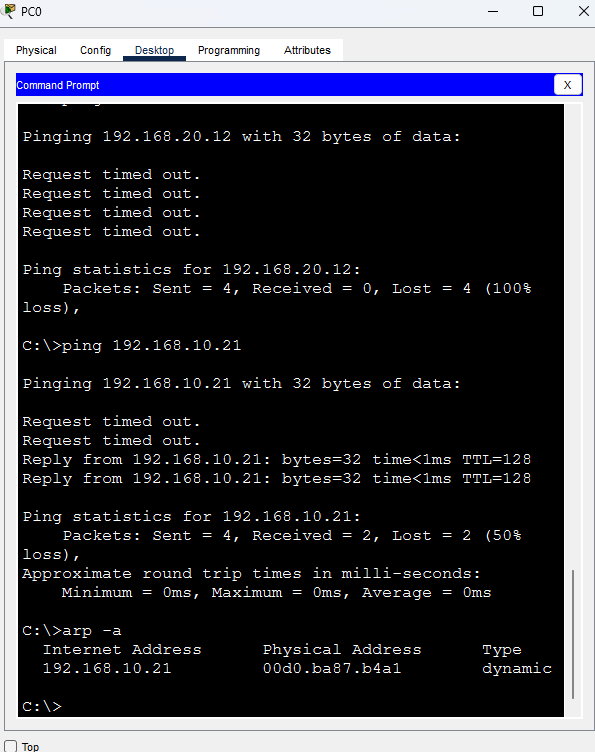 PC0
Physical Config Desktop Programming Attributes
Command Prompt X
Pinging 192.168.20.12 with 32 bytes of data:
Request timed out.
Request timed out.
Request timed out.
Request timed out.
Ping statistics for 192.168.20.12:
Packets: Sent = 4, Received = 0, Lost = 4 (100%
loss),
C:\>ping 192.168.10.21
Pinging 192.168.10.21 with 32 bytes of data:
Request timed out.
Request timed out.
Reply from 192.168.10.21: bytes=32 time<1ms TTL=128
Reply from 192.168.10.21: bytes=32 time<1ms TTL=128
Ping statistics for 192.168.10.21:
Packets: Sent = 4, Received = 2, Lost = 2 (50%
loss),
Approximate round trip times in milli-seconds:
Minimum = 0ms, Maximum = 0ms, Average = 0ms
C:\>arp -a
Internet Address Physical Address Type
192.168.10.21 00d0.ba87.b4a1 dynamic
C:\>
Top